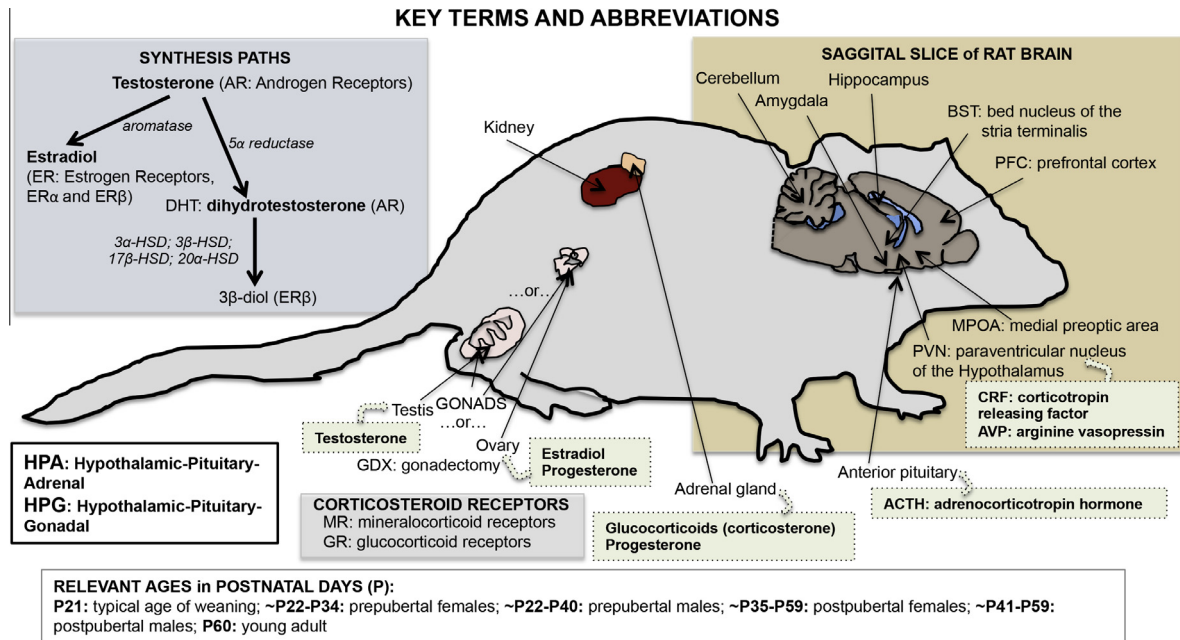 KEY TERMS AND ABBREVIATIONS
SYNTHESIS PATHS
Testosterone (AR: Androgen Receptors)
aromatase
5α reductase
Estradiol
(ER: Estrogen Receptors,
ERα and ERβ)
DHT: dihydrotestosterone (AR)
3α-HSD; 3β-HSD;
17β-HSD; 20α-HSD
3β-diol (ERβ)
SAGGITAL SLICE of RAT BRAIN
Cerebellum
Hippocampus
Amygdala
BST: bed nucleus of the
stria terminalis
PFC: prefrontal cortex
Kidney
...or...
MPOA: medial preoptic area
PVN: paraventricular nucleus
of the Hypothalamus
CRF: corticotropin
releasing factor
AVP: arginine vasopressin
Testis
GONADS
...or...
Ovary
Testosterone
GDX: gonadectomy
Estradiol
Progesterone
Adrenal gland
Glucocorticoids (corticosterone)
Progesterone
Anterior pituitary
ACTH: adrenocorticotropin hormone
HPA: Hypothalamic-Pituitary-
Adrenal
HPG: Hypothalamic-Pituitary-
Gonadal
CORTICOSTEROID RECEPTORS
MR: mineralocorticoid receptors
GR: glucocorticoid receptors
RELEVANT AGES in POSTNATAL DAYS (P):
P21: typical age of weaning; ~P22-P34: prepubertal females; ~P22-P40: prepubertal males; ~P35-P59: postpubertal females; ~P41-P59:
postpubertal males; P60: young adult